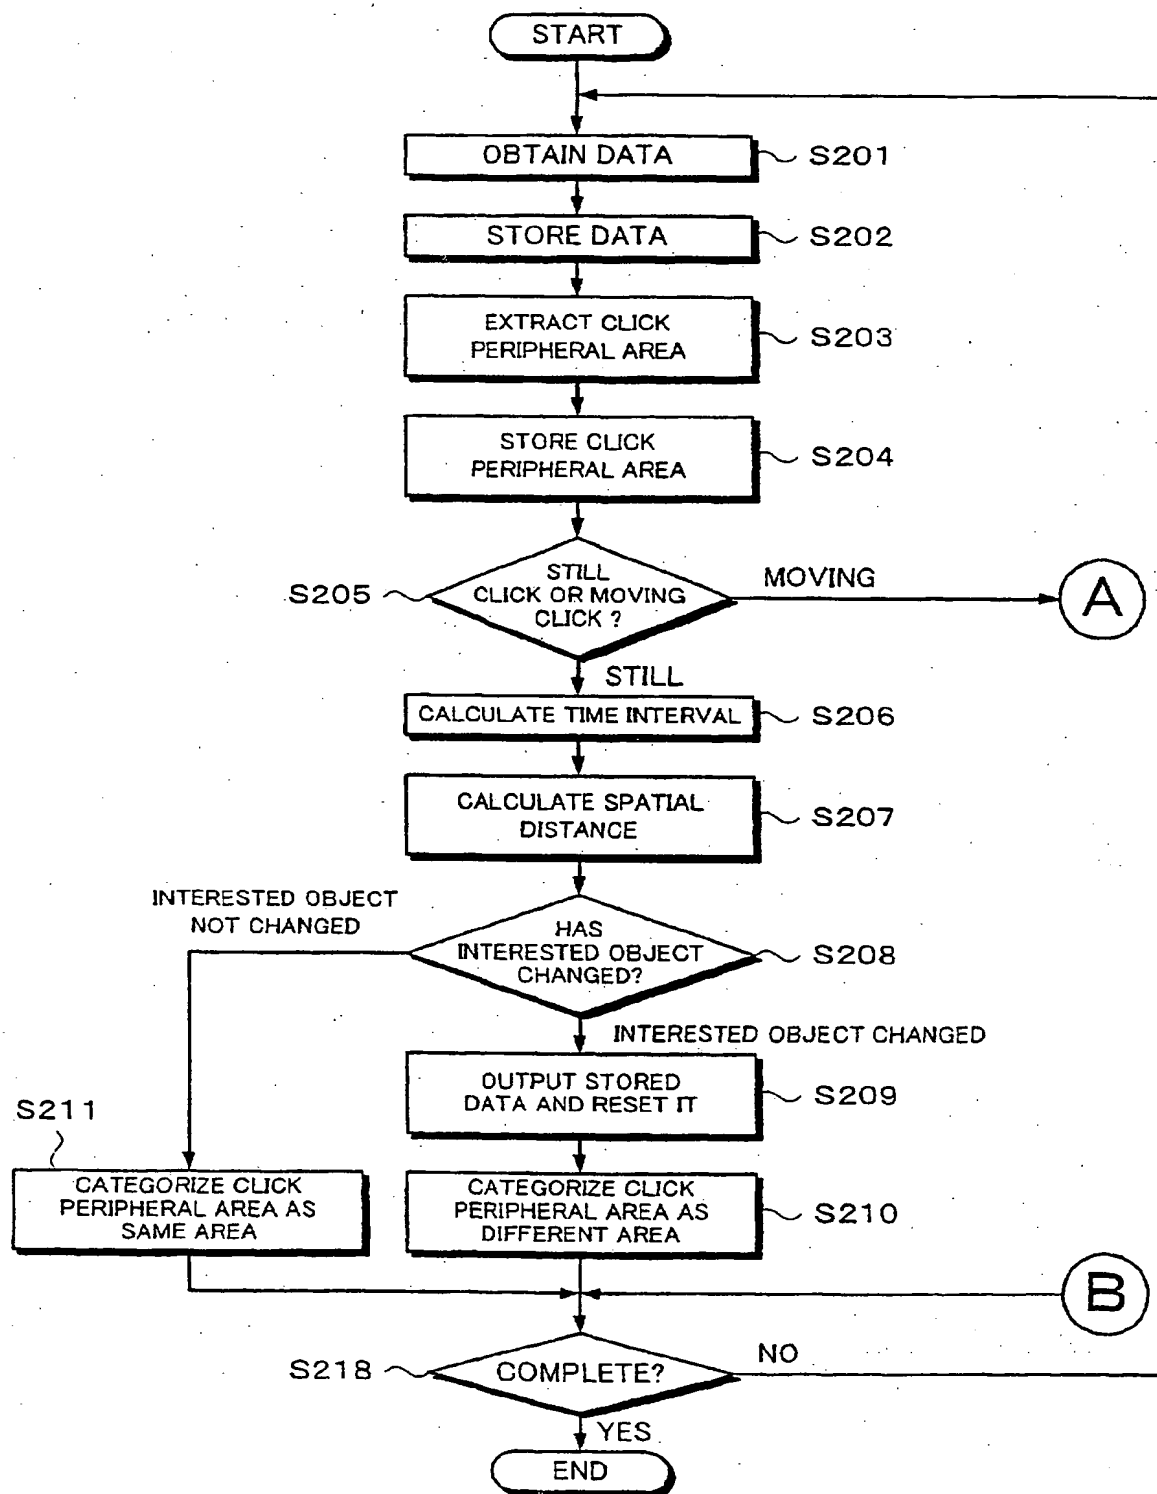 START
OBTAIN DATA
S201
STORE DATA
S202
EXTRACT CLICK
PERIPHERAL AREA
S203
STORE CLICK
PERIPHERAL AREA
S204
S205
STILL
CLICK OR MOVING
CLICK ?
MOVING
A
STILL
CALCULATE TIME INTERVAL
S206
CALCULATE SPATIAL
DISTANCE
S207
INTERESTED OBJECT
NOT CHANGED
HAS
INTERESTED OBJECT
CHANGED?
S208
INTERESTED OBJECT CHANGED
OUTPUT STORED
DATA AND RESET IT
S209
S211
CATEGORIZE CLICK
PERIPHERAL AREA AS
SAME AREA
CATEGORIZE CLICK
PERIPHERAL AREA AS
DIFFERENT AREA
S210
B
S218
COMPLETE?
NO
YES
END